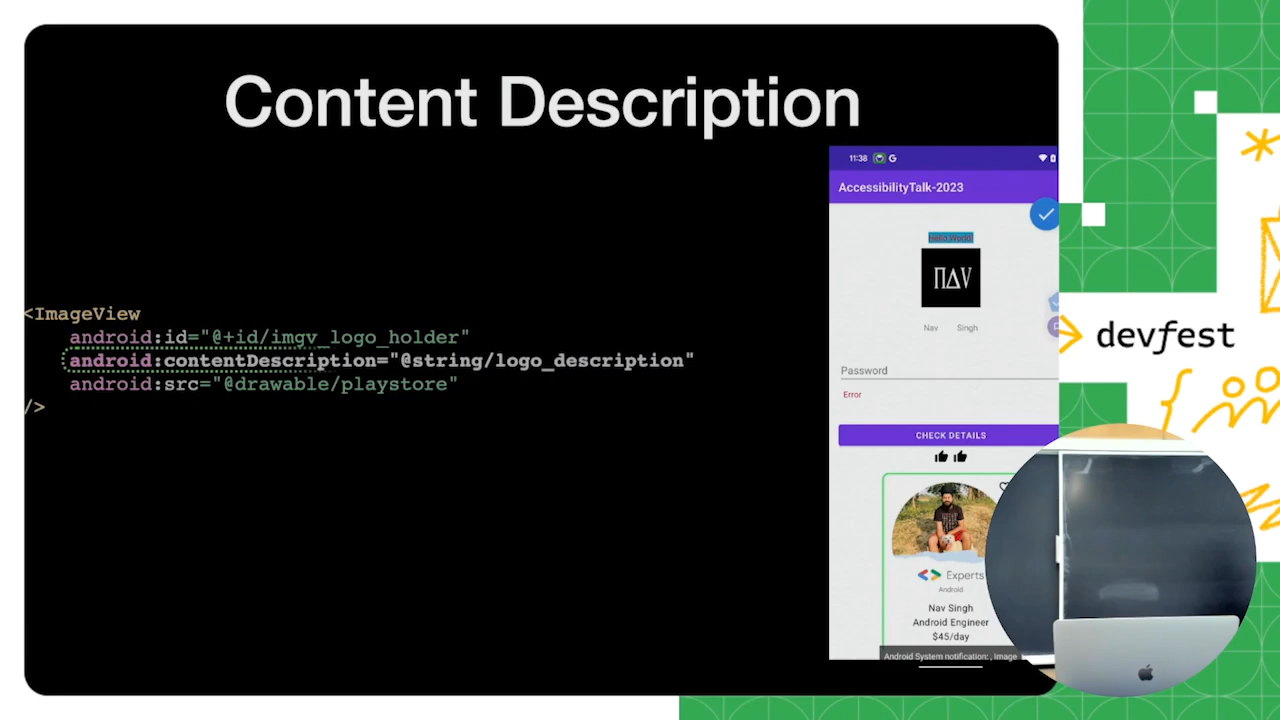 Content Description
<ImageView
android:id="@+id/imgv_logo_holder"
android:contentDescription="@string/logo_description"
android:src="@drawable/playstore"
/>
11:38 G
AccessibilityTalk-2023
Hello World!
ΠΔV
Nav Singh
Password
Error
CHECK DETAILS
Experts
Android
Nav Singh
Android Engineer
$45/day
Android System notification: , Image
devfest